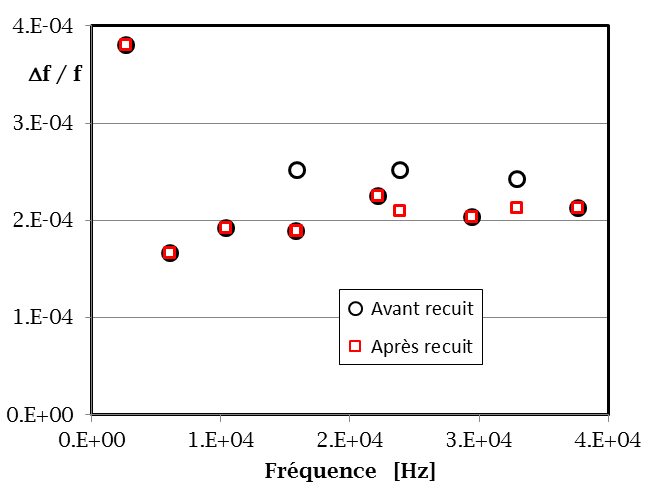 4.E-04
Δf / f
3.E-04
2.E-04
1.E-04
0.E+00
Avant recuit
Après recuit
0.E+00 1.E+04 2.E+04 3.E+04 4.E+04
Fréquence [Hz]